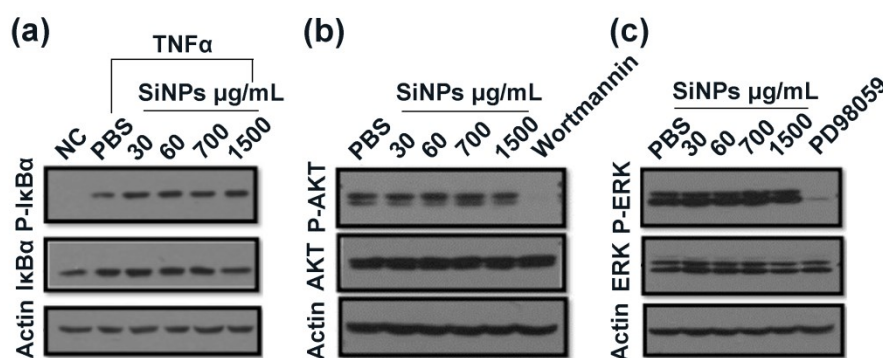 (a)
TNFα
SiNPs µg/mL
NC
PBS
30
60
700
1500
P-IκBα
IκBα
Actin
(b)
SiNPs µg/mL
PBS
30
60
700
1500
Wortmannin
P-AKT
AKT
Actin
(c)
SiNPs µg/mL
PBS
30
60
700
1500
PD98059
P-ERK
ERK
Actin